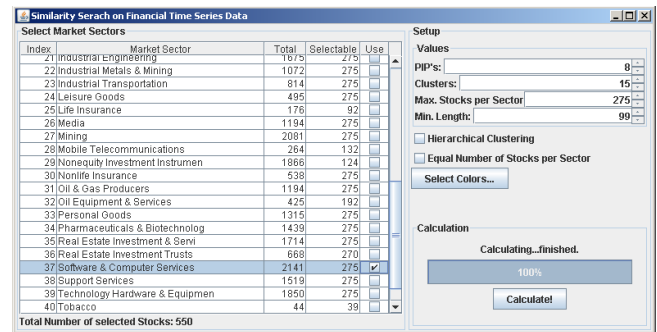 Similarity Serach on Financial Time Series Data
Select Market Sectors
Index Market Sector Total Selectable Use
21 Industrial Engineering 1675 275
22 Industrial Metals & Mining 1072 275
23 Industrial Transportation 814 275
24 Leisure Goods 495 275
25 Life Insurance 176 92
26 Media 1194 275
27 Mining 2081 275
28 Mobile Telecommunications 264 132
29 Nonequity Investment Instrumen 1866 124
30 Nonlife Insurance 538 275
31 Oil & Gas Producers 1194 275
32 Oil Equipment & Services 425 192
33 Personal Goods 1315 275
34 Pharmaceuticals & Biotechnolog 1439 275
35 Real Estate Investment & Servi 1714 275
36 Real Estate Investment Trusts 668 270
37 Software & Computer Services 2141 275
38 Support Services 1519 275
39 Technology Hardware & Equipmen 1850 275
40 Tobacco 44 39
Total Number of selected Stocks: 550
Setup
Values
PIP's: 8
Clusters: 15
Max. Stocks per Sector 275
Min. Length: 99
Hierarchical Clustering
Equal Number of Stocks per Sector
Select Colors...
Calculation
Calculating...finished.
100%
Calculate!